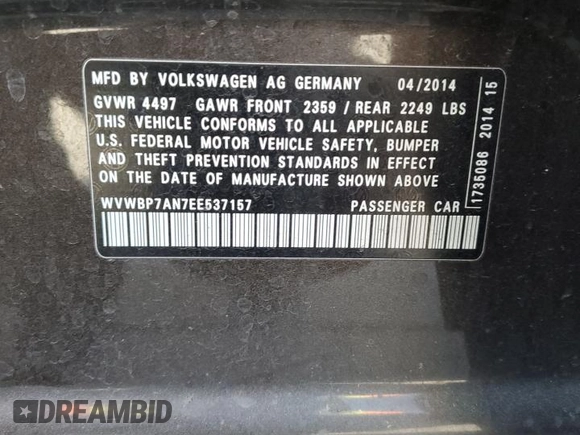 MFD BY VOLKSWAGEN AG GERMANY 04/2014
GVWR 4497 GAWR FRONT 2359 / REAR 2249 LBS
THIS VEHICLE CONFORMS TO ALL APPLICABLE
U.S. FEDERAL MOTOR VEHICLE SAFETY, BUMPER
AND THEFT PREVENTION STANDARDS IN EFFECT
ON THE DATE OF MANUFACTURE SHOWN ABOVE
WVWBP7AN7EE537157 PASSENGER CAR
1735086 2014 15
DREAMBID